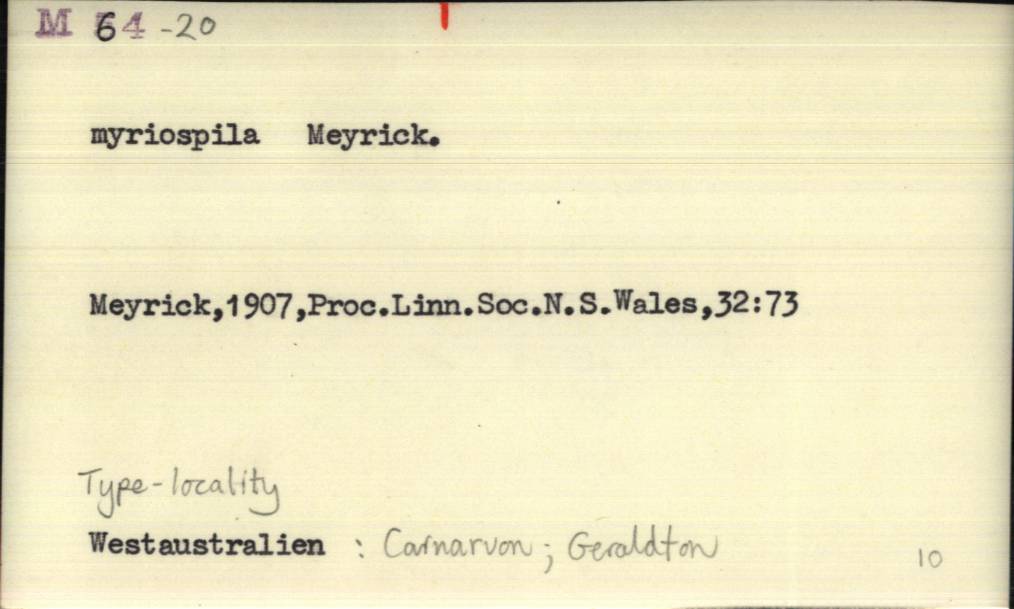 M 64 -20
myriospila Meyrick.
Meyrick,1907,Proc.Linn.Soc.N.S.Wales,32:73
Type-locality
Westaustralien : Carnarvon; Geraldton
10